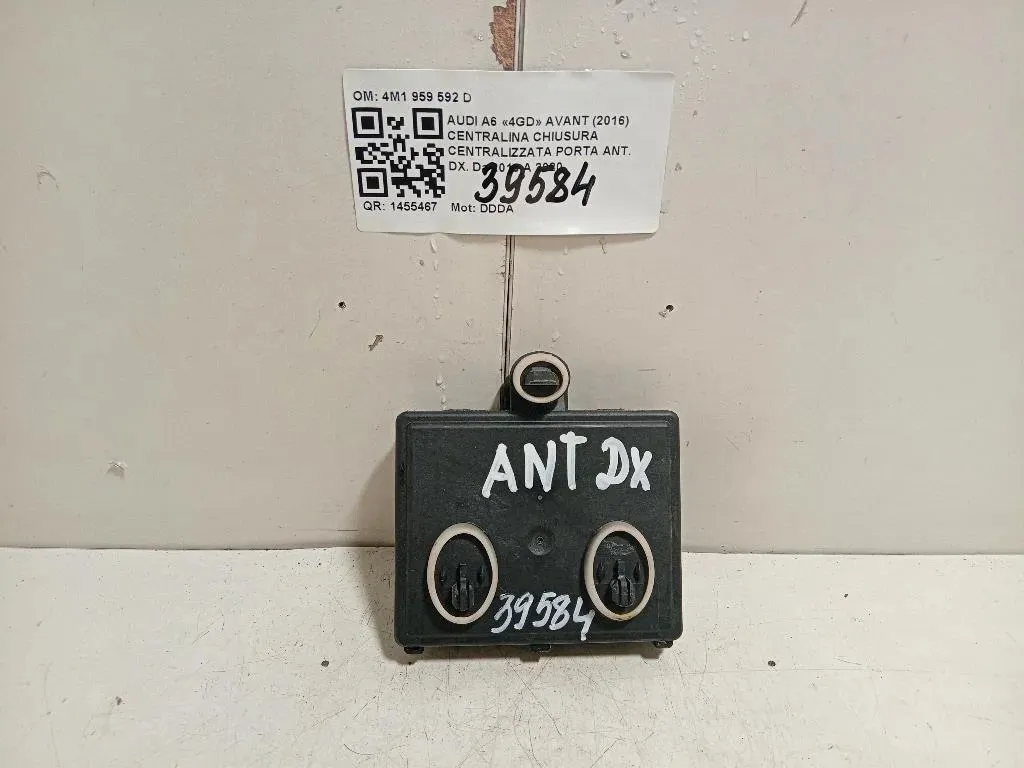 OM: 4M1 959 592 D
AUDI A6 «4GD» AVANT (2016)
CENTRALINA CHIUSURA
CENTRALIZZATA PORTA ANT.
DX.
39584
QR: 1455467 Mot: DDDA
ANT DX
39584